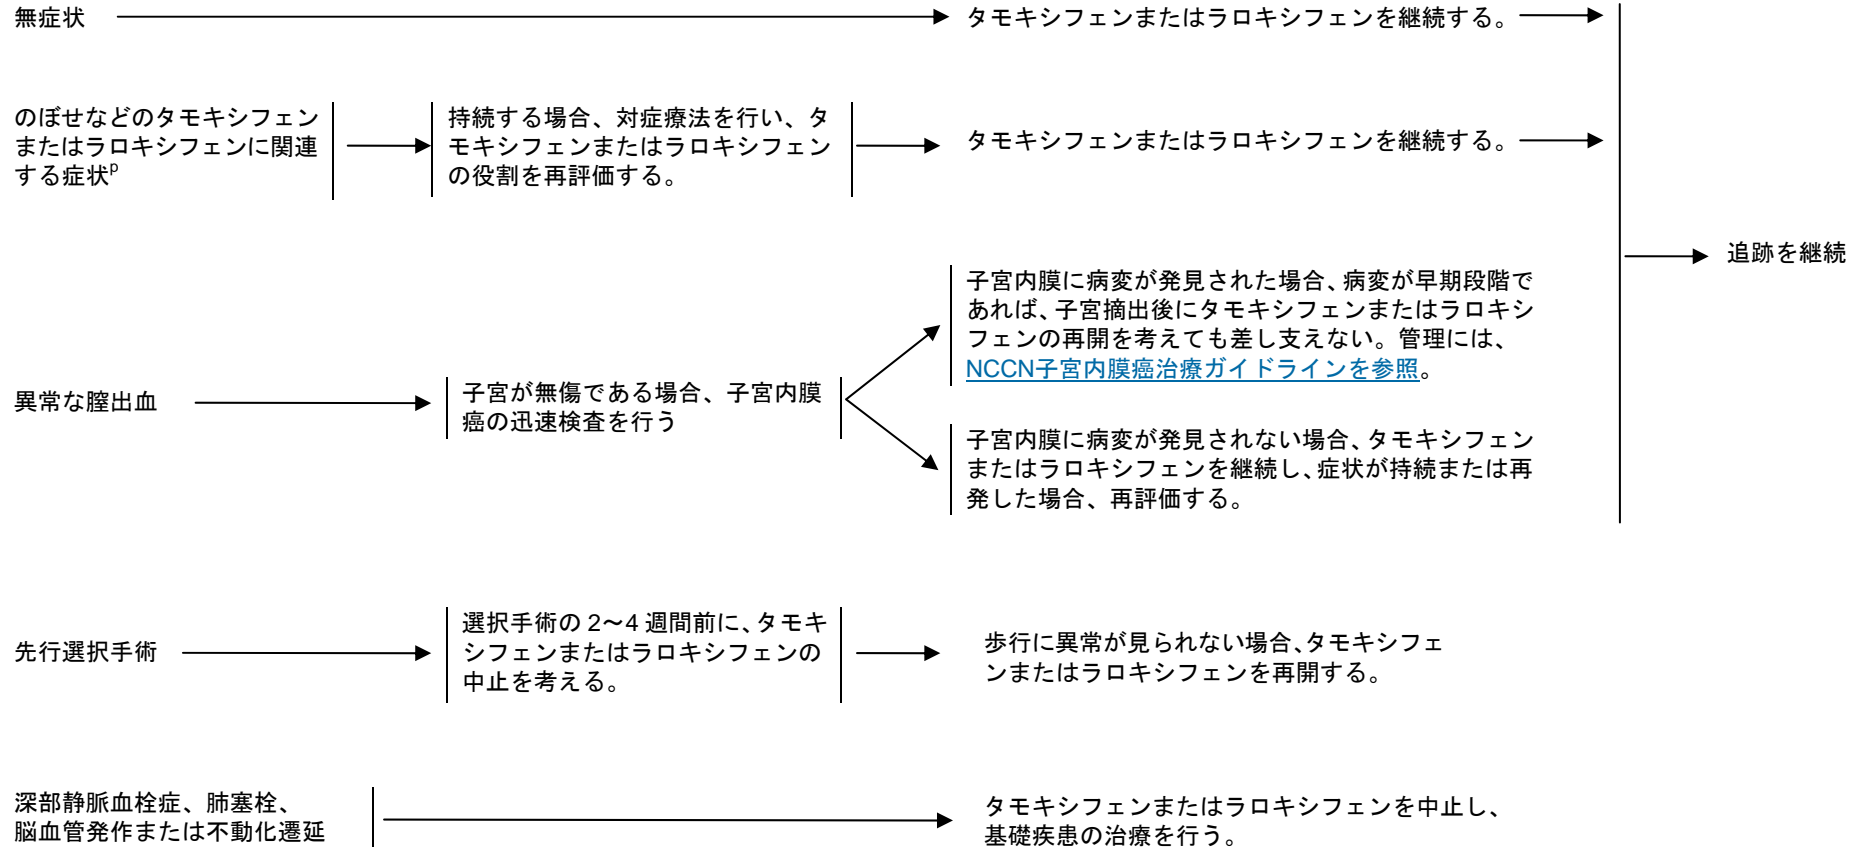 無症状
タモキシフェンまたはラロキシフェンを継続する。
のぼせなどのタモキシフェン
またはラロキシフェンに関連
する症状p
持続する場合、対症療法を行い、タ
モキシフェンまたはラロキシフェン
の役割を再評価する。
タモキシフェンまたはラロキシフェンを継続する。
異常な膣出血
子宮が無傷である場合、子宮内膜
癌の迅速検査を行う
子宮内膜に病変が発見された場合、病変が早期段階で
あれば、子宮摘出後にタモキシフェンまたはラロキシ
フェンの再開を考えても差し支えない。管理には、
NCCN子宮内膜癌治療ガイドラインを参照。
子宮内膜に病変が発見されない場合、タモキシフェン
またはラロキシフェンを継続し、症状が持続または再
発した場合、再評価する。
追跡を継続
先行選択手術
選択手術の 2～4 週間前に、タモキ
シフェンまたはラロキシフェンの
中止を考える。
歩行に異常が見られない場合、タモキシフェ
ンまたはラロキシフェンを再開する。
深部静脈血栓症、肺塞栓、
脳血管発作または不動化遷延
タモキシフェンまたはラロキシフェンを中止し、
基礎疾患の治療を行う。